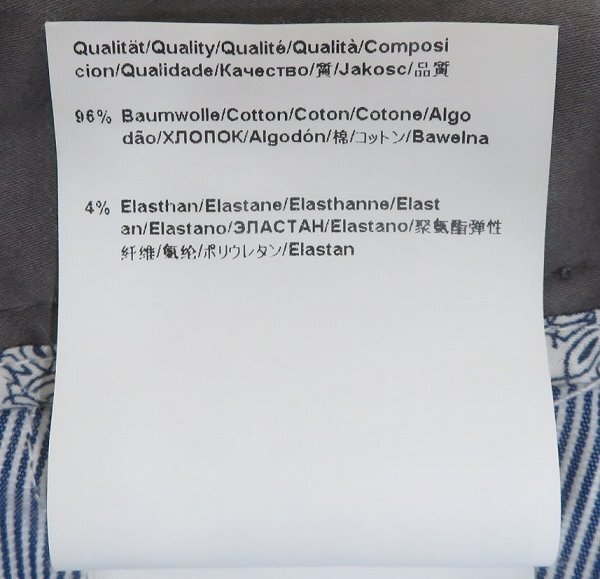 Qualität/Quality/Qualité/Qualità/Composi
cion/Qualidade/Качество/質/Jakosc/品質
96% Baumwolle/Cotton/Coton/Cotone/Algo
dão/ХЛОПОК/Algodón/棉/コットン/Bawelna
4% Elasthan/Elastane/Elasthanne/Elast
an/Elastano/ЭЛАСТАН/Elastano/聚氨酯弹性
纤维/氨纶/ポリウレタン/Elastan